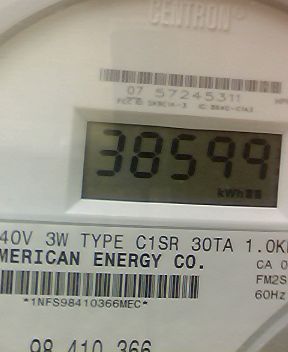 CENTRON®
07 57245311
38599
kWh
40V 3W TYPE C1SR 30TA 1.0K
MERICAN ENERGY CO.
CA 0
FM2S
60Hz
*1NFS98410366MEC*
98 410 366